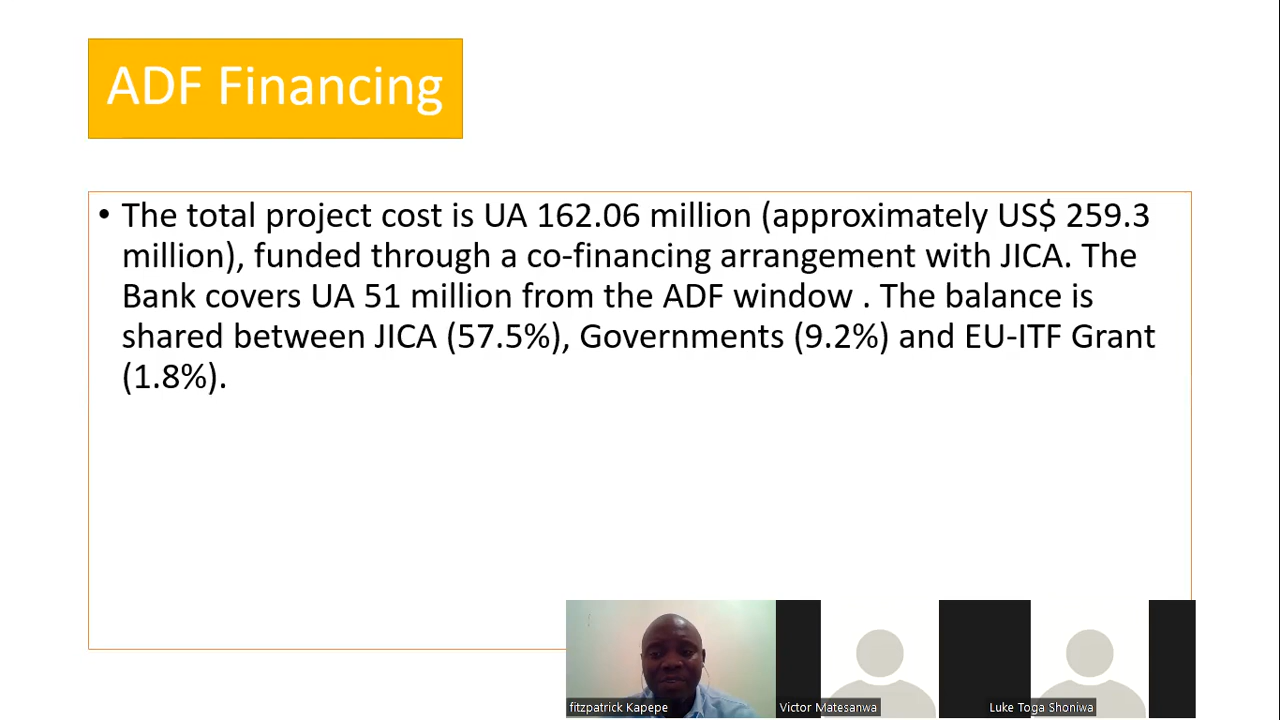 ADF Financing
• The total project cost is UA 162.06 million (approximately US$ 259.3
million), funded through a co-financing arrangement with JICA. The
Bank covers UA 51 million from the ADF window . The balance is
shared between JICA (57.5%), Governments (9.2%) and EU-ITF Grant
(1.8%).
fitzpatrick Kapepe
Victor Matesanwa
Luke Toga Shoniwa